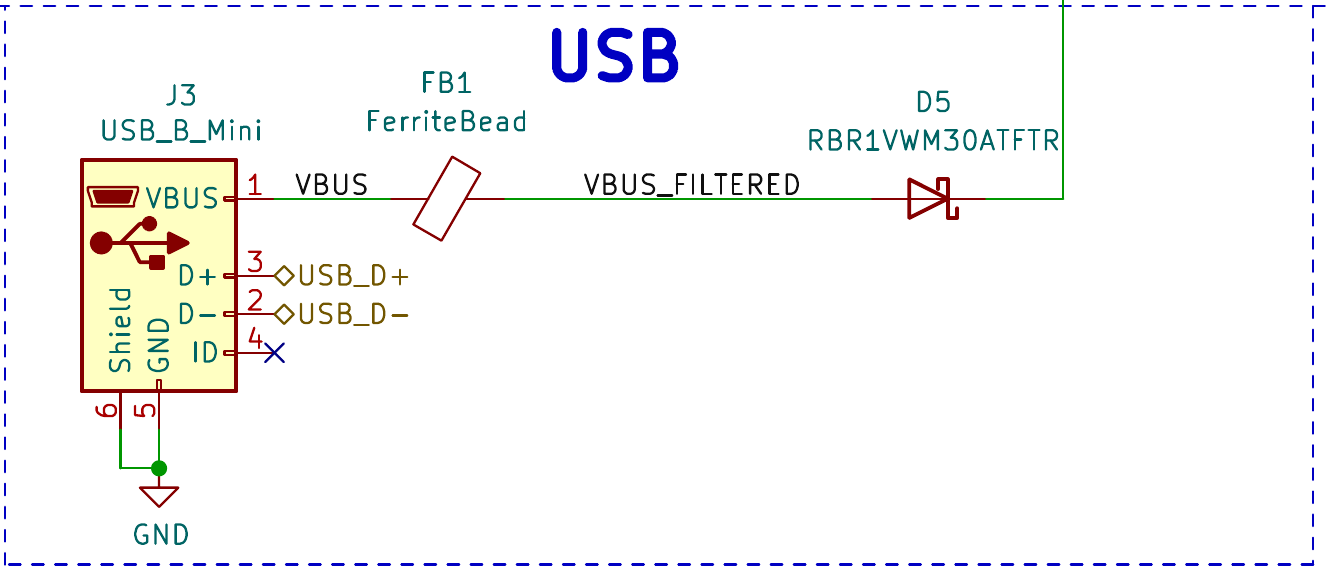 USB
J3
USB_B_Mini
FB1
FerriteBead
D5
RBR1VWM30ATFTR
VBUS
1
VBUS
VBUS_FILTERED
D+
3
USB_D+
D-
2
USB_D-
ID
4
Shield
GND
6
5
GND